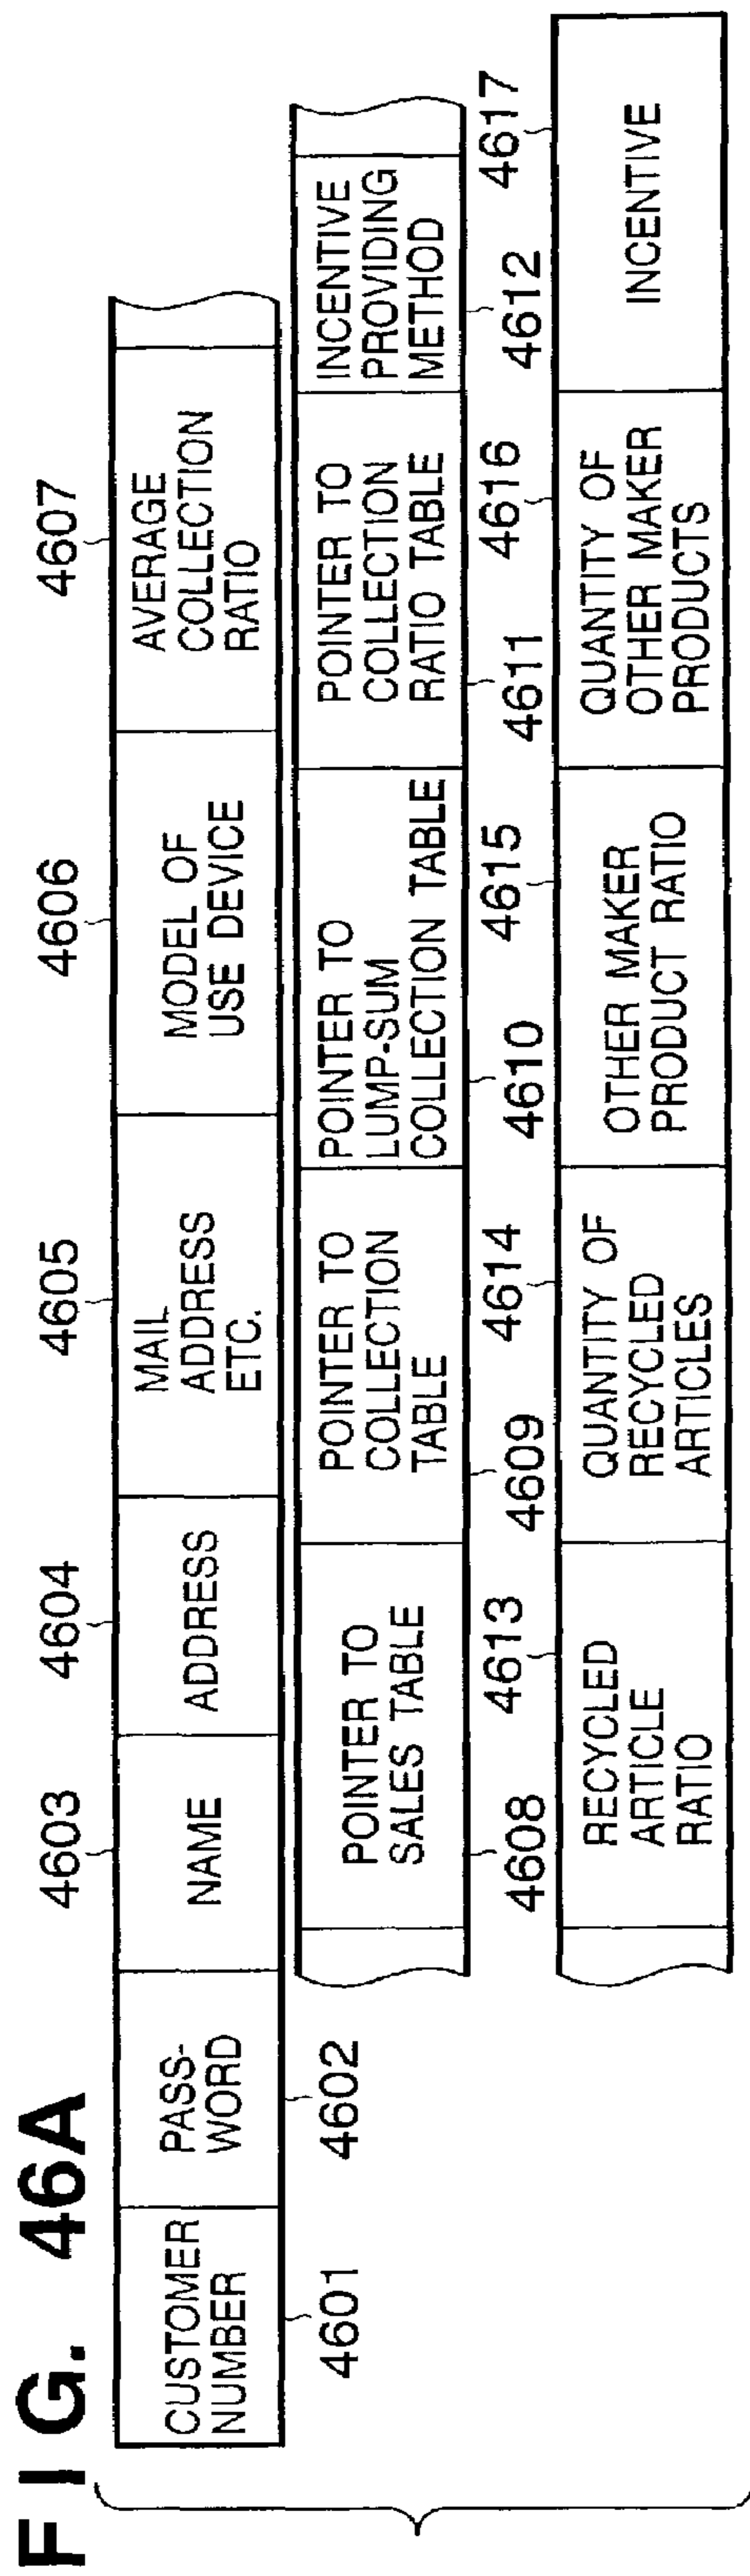 FIG. 46A
4603
4604
4605
4606
4607
CUSTOMER
NUMBER
PASS-
WORD
NAME
ADDRESS
MAIL
ADDRESS
ETC.
MODEL OF
USE DEVICE
AVERAGE
COLLECTION
RATIO
4601
4602
POINTER TO
SALES TABLE
POINTER TO
COLLECTION
TABLE
POINTER TO
LUMP-SUM
COLLECTION TABLE
POINTER TO
COLLECTION
RATIO TABLE
INCENTIVE
PROVIDING
METHOD
4608
4613
4609
4614
4610
4615
4611
4616
4612
4617
RECYCLED
ARTICLE
RATIO
QUANTITY OF
RECYCLED
ARTICLES
OTHER MAKER
PRODUCT RATIO
QUANTITY OF
OTHER MAKER
PRODUCTS
INCENTIVE